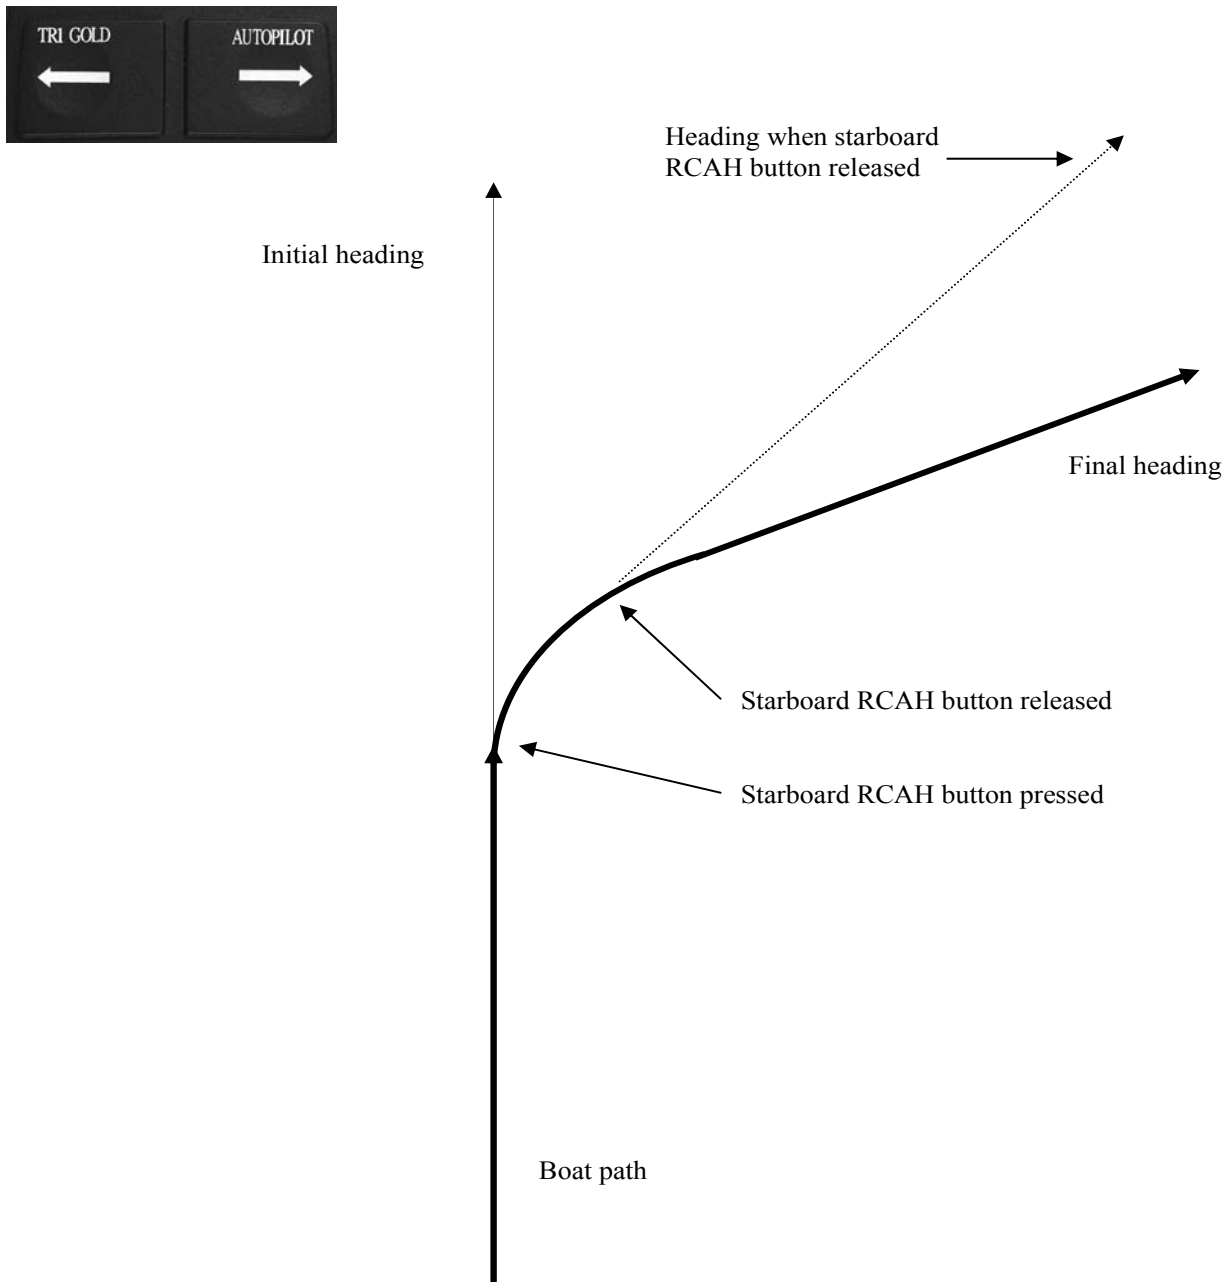 TR1 GOLD
AUTOPILOT
Heading when starboard
RCAH button released
Initial heading
Final heading
Starboard RCAH button released
Starboard RCAH button pressed
Boat path